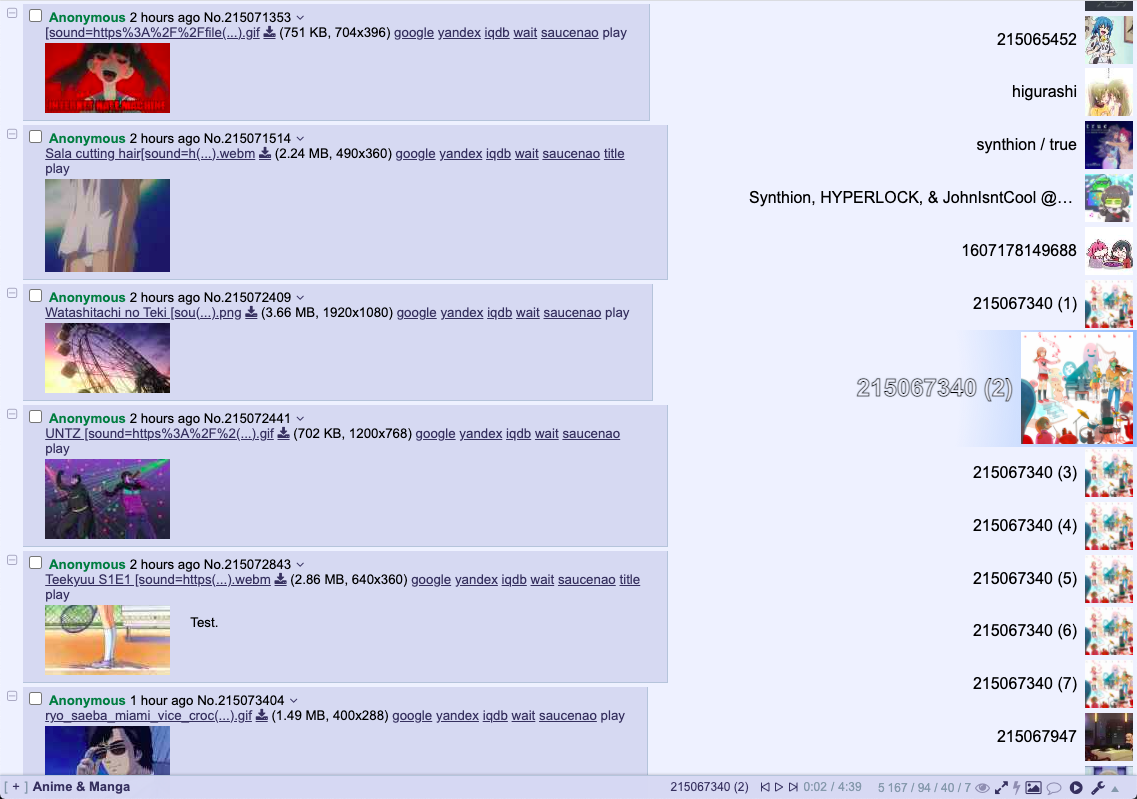 Anonymous 2 hours ago No.215071353
[sound=https%3A%2F%2Ffile(...).gif (751 KB, 704x396) google yandex iqdb wait saucenao play
INFINITE RAVE MACHINE
Anonymous 2 hours ago No.215071514
Sala cutting hair[sound=h(...).webm (2.24 MB, 490x360) google yandex iqdb wait saucenao title
play
Anonymous 2 hours ago No.215072409
Watashitachi no Teki [sou(...).png (3.66 MB, 1920x1080) google yandex iqdb wait saucenao play
Anonymous 2 hours ago No.215072441
UNTZ [sound=https%3A%2F%2(...).gif (702 KB, 1200x768) google yandex iqdb wait saucenao
play
Anonymous 2 hours ago No.215072843
Teekyuu S1E1 [sound=https(...).webm (2.86 MB, 640x360) google yandex iqdb wait saucenao title
play
Test.
Anonymous 1 hour ago No.215073404
ryo_saeba_miami_vice_croc(...).gif (1.49 MB, 400x288) google yandex iqdb wait saucenao play
215065452
higurashi
synthion / true
Synthion, HYPERLOCK, & JohnIsntCool @…
1607178149688
215067340 (1)
215067340 (2)
215067340 (3)
215067340 (4)
215067340 (5)
215067340 (6)
215067340 (7)
215067947
[ + ] Anime & Manga
215067340 (2) 0:02 / 4:39 5 167 / 94 / 40 / 7